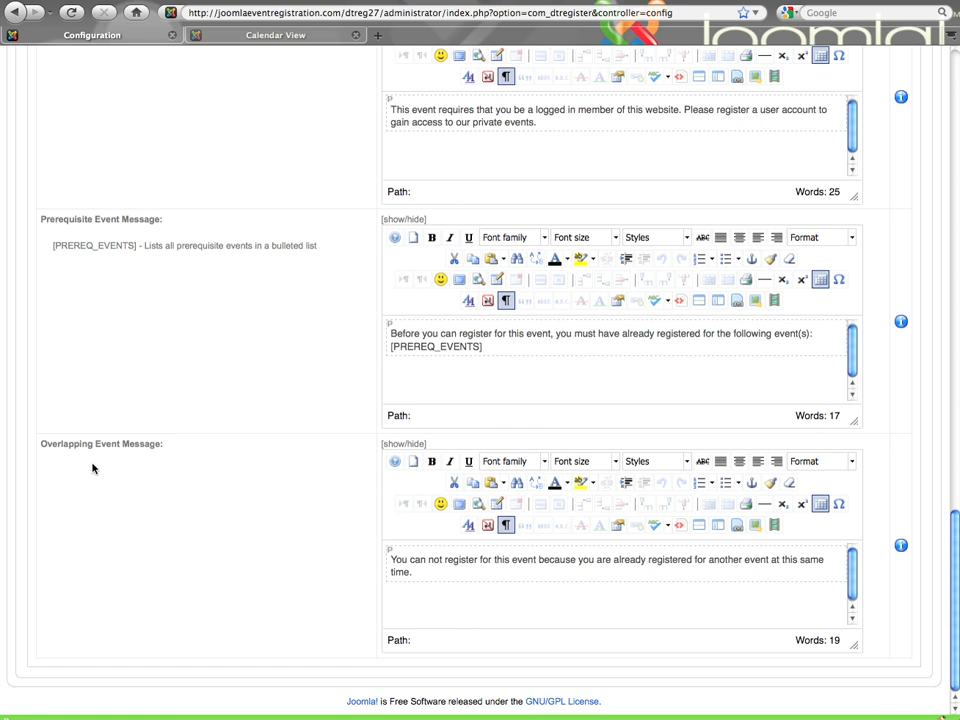 http://joomlaeventregistration.com/dtreg27/administrator/index.php?option=com_dtregister&controller=config
Google
Configuration
Calendar View
This event requires that you be a logged in member of this website. Please register a user account to
gain access to our private events.
Path:
Words: 25
Prerequisite Event Message:
[show/hide]
[PREREQ_EVENTS] - Lists all prerequisite events in a bulleted list
B I U Font family Font size Styles ABC Format
Before you can register for this event, you must have already registered for the following event(s):
[PREREQ_EVENTS]
Path:
Words: 17
Overlapping Event Message:
[show/hide]
B I U Font family Font size Styles ABC Format
You can not register for this event because you are already registered for another event at this same
time.
Path:
Words: 19
Joomla! is Free Software released under the GNU/GPL License.